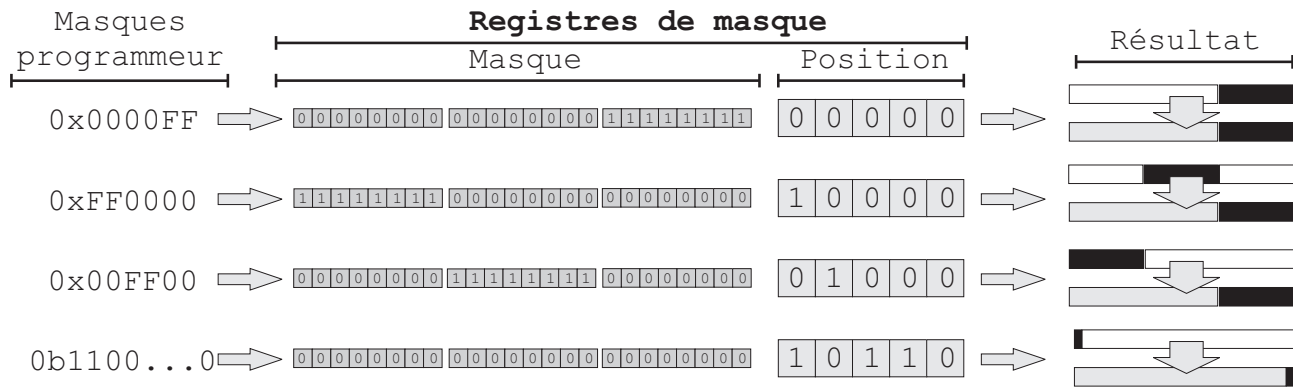 Masques programmeur
Registres de masque
Masque
Position
Résultat
0x0000FF
0 0 0 0 0 0 0 0 0 0 0 0 0 0 0 0 1 1 1 1 1 1 1 1
0 0 0 0 0
0xFF0000
1 1 1 1 1 1 1 1 0 0 0 0 0 0 0 0 0 0 0 0 0 0 0 0
1 0 0 0 0
0x00FF00
0 0 0 0 0 0 0 0 1 1 1 1 1 1 1 1 0 0 0 0 0 0 0 0
0 1 0 0 0
0b1100...0
0 0 0 0 0 0 0 0 0 0 0 0 0 0 0 0 0 0 0 0 0 0 0 0
1 0 1 1 0